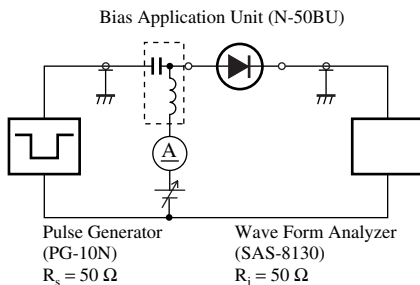 Bias Application Unit (N-50BU)
A
Pulse Generator
(PG-10N)
Rs = 50 Ω
Wave Form Analyzer
(SAS-8130)
Ri = 50 Ω